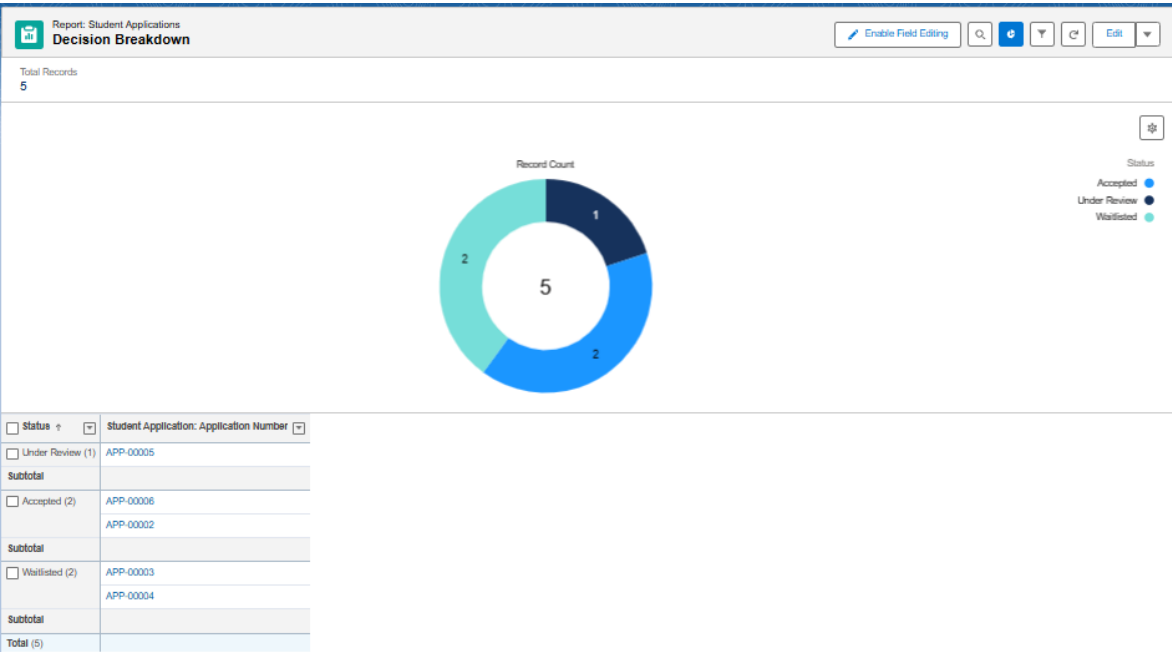 Report: Student Applications
Decision Breakdown
Enable Field Editing
Edit
Total Records
5
Record Count
Status
Accepted
Under Review
Waitlisted
1
2
5
2
Status ↑ Student Application: Application Number
Under Review (1) APP-00005
Subtotal
Accepted (2) APP-00006
APP-00002
Subtotal
Waitlisted (2) APP-00003
APP-00004
Subtotal
Total (5)